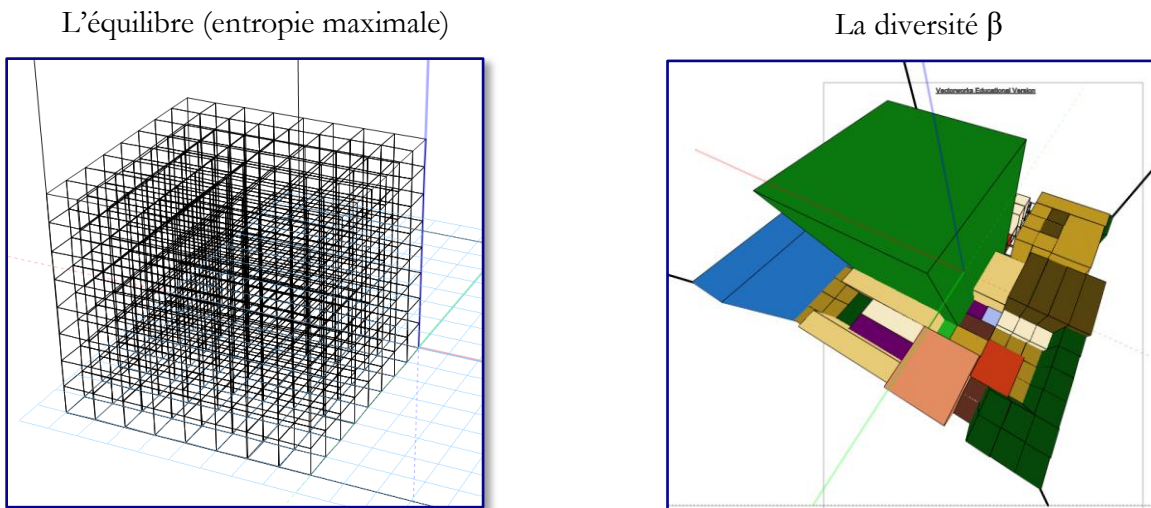 L’équilibre (entropie maximale)
La diversité β
Vectorworks Educational Version